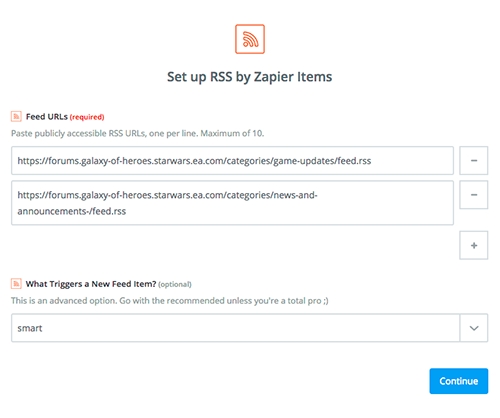 Set up RSS by Zapier Items
Feed URLs (required)
Paste publicly accessible RSS URLs, one per line. Maximum of 10.
https://forums.galaxy-of-heroes.starwars.ea.com/categories/game-updates/feed.rss
−
https://forums.galaxy-of-heroes.starwars.ea.com/categories/news-and-
announcements-/feed.rss
−
+
What Triggers a New Feed Item? (optional)
This is an advanced option. Go with the recommended unless you're a total pro ;)
smart
Continue